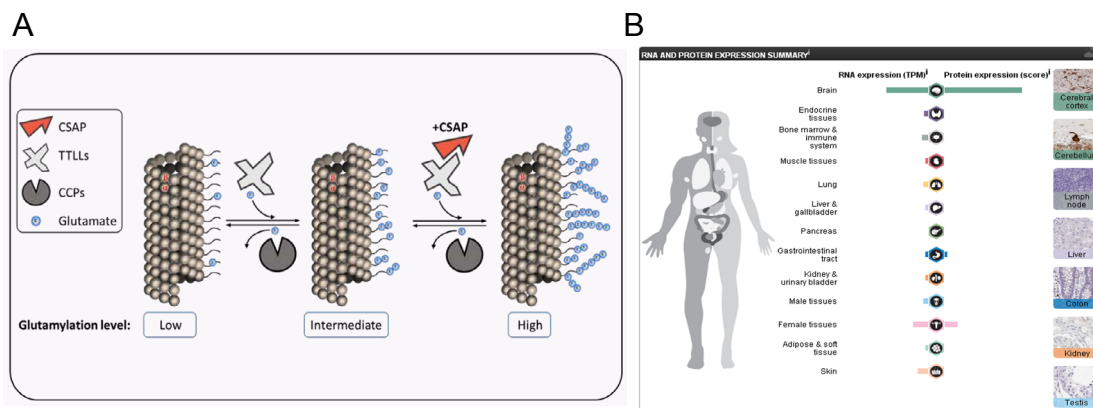 A
CSAP
TTLLs
CCPs
Glutamate
+CSAP
Glutamylation level:
Low
Intermediate
High
B
RNA AND PROTEIN EXPRESSION SUMMARYi
RNA expression (TPM)i
Protein expression (score)i
Brain
Endocrine
tissues
Bone marrow &
immune
system
Muscle tissues
Lung
Liver &
gallbladder
Pancreas
Gastrointestinal
tract
Kidney &
urinary bladder
Male tissues
Female tissues
Adipose & soft
tissue
Skin
Cerebral
cortex
Cerebellum
Lymph
node
Liver
Colon
Kidney
Testis